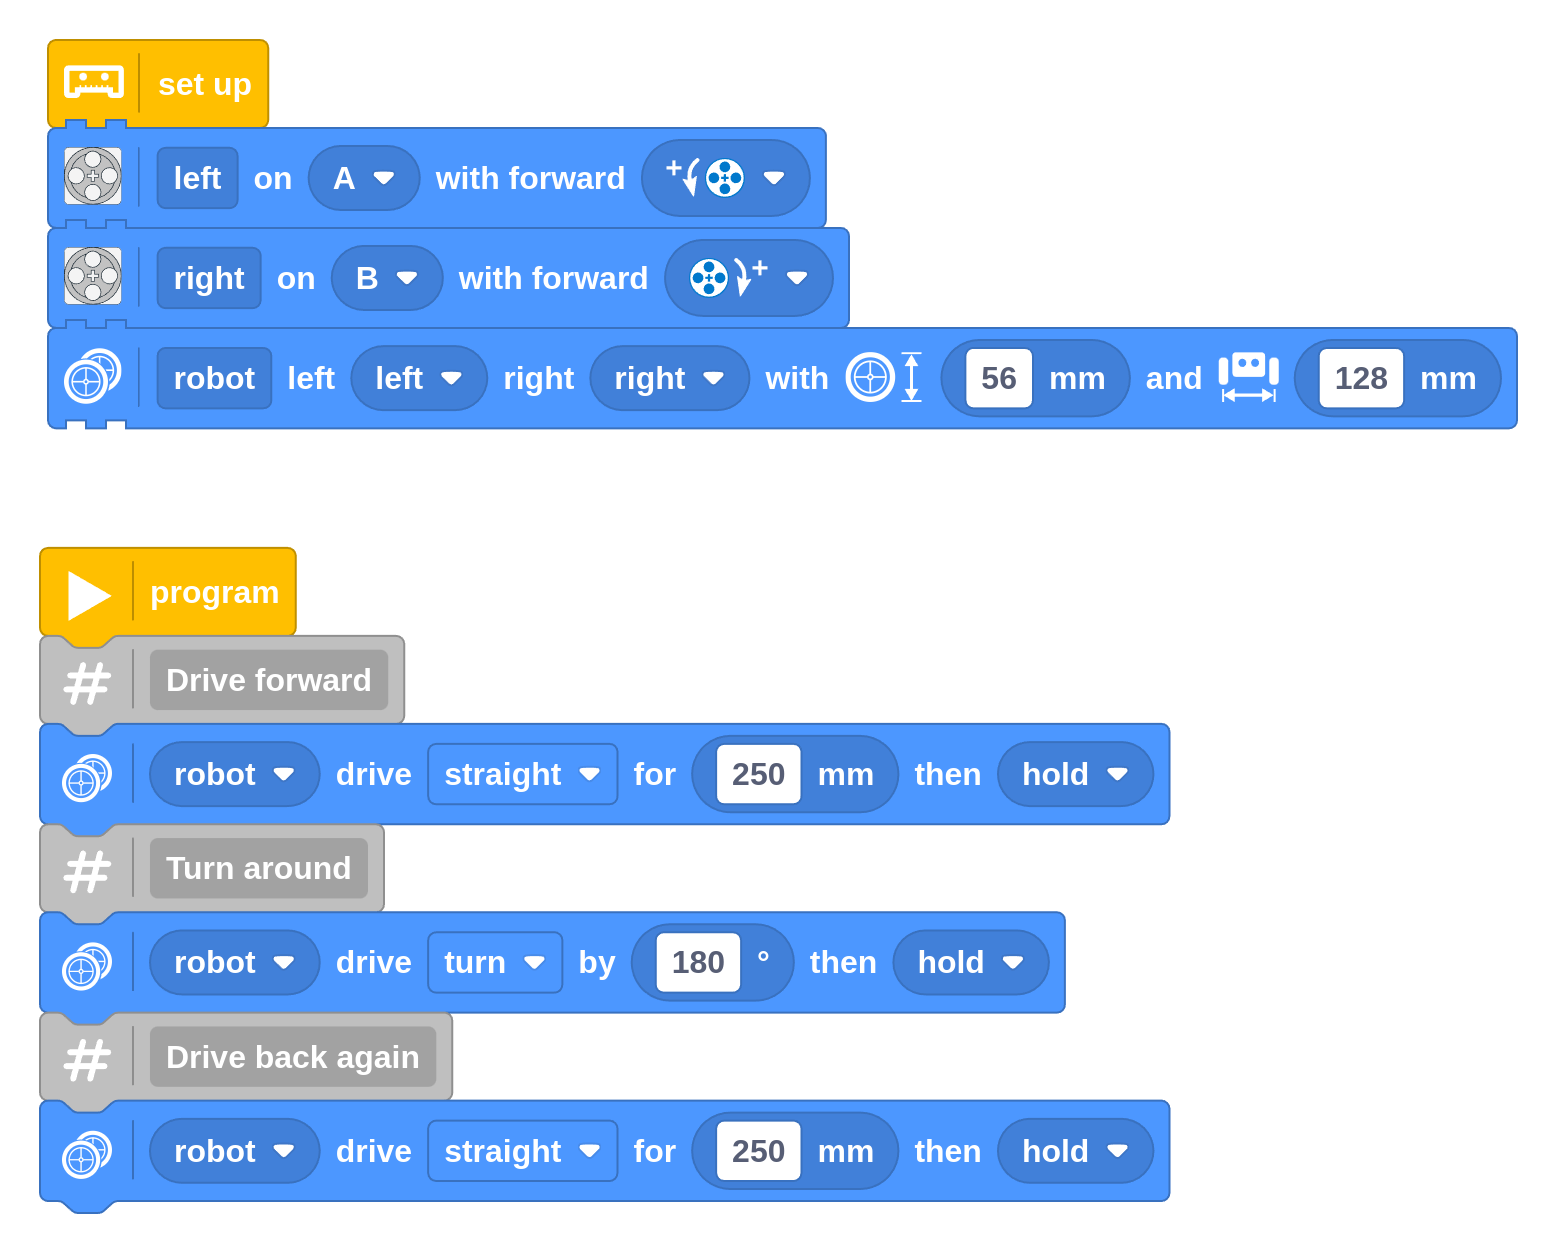 set up
left on A with forward +
right on B with forward +
robot left left right right with 56 mm and 128 mm
program
# Drive forward
robot drive straight for 250 mm then hold
# Turn around
robot drive turn by 180 ° then hold
# Drive back again
robot drive straight for 250 mm then hold